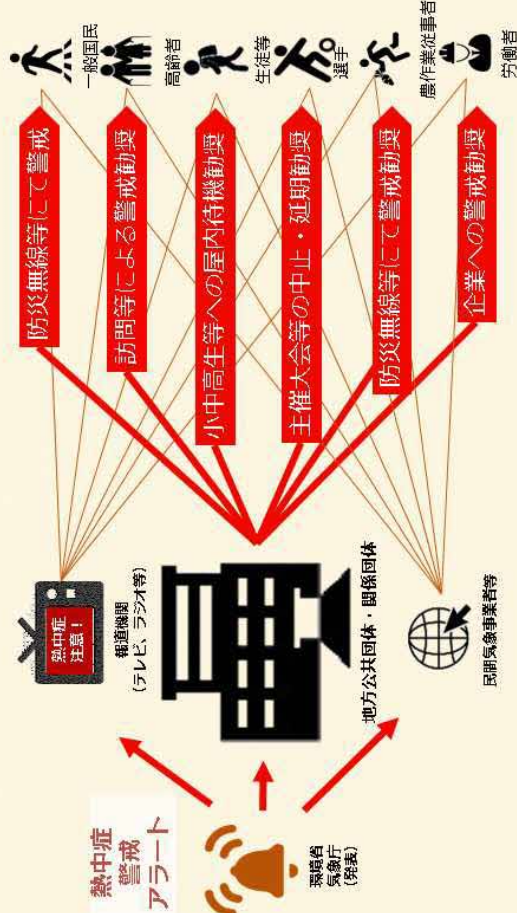 熱中症
警戒
アラート
環境省
気象庁
(発表)
熱中症
注意!
報道機関
(テレビ、ラジオ等)
地方公共団体・関係団体
民間気象事業者等
防災無線等にて警戒
訪問等による警戒勧奨
小中高生等への屋内待機勧奨
主催大会等の中止・延期勧奨
防災無線等にて警戒勧奨
企業への警戒勧奨
一般国民
高齢者
生徒等
選手
農作業従事者
労働者